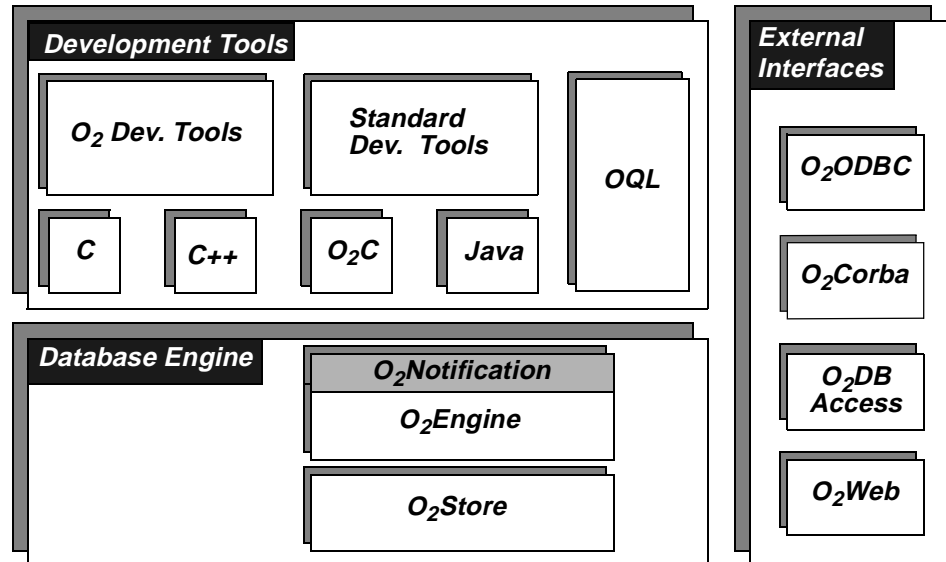 Development Tools
O2 Dev. Tools
Standard
Dev. Tools
OQL
C
C++
O2C
Java
Database Engine
O2Notification
O2Engine
O2Store
External
Interfaces
O2ODBC
O2Corba
O2DB
Access
O2Web